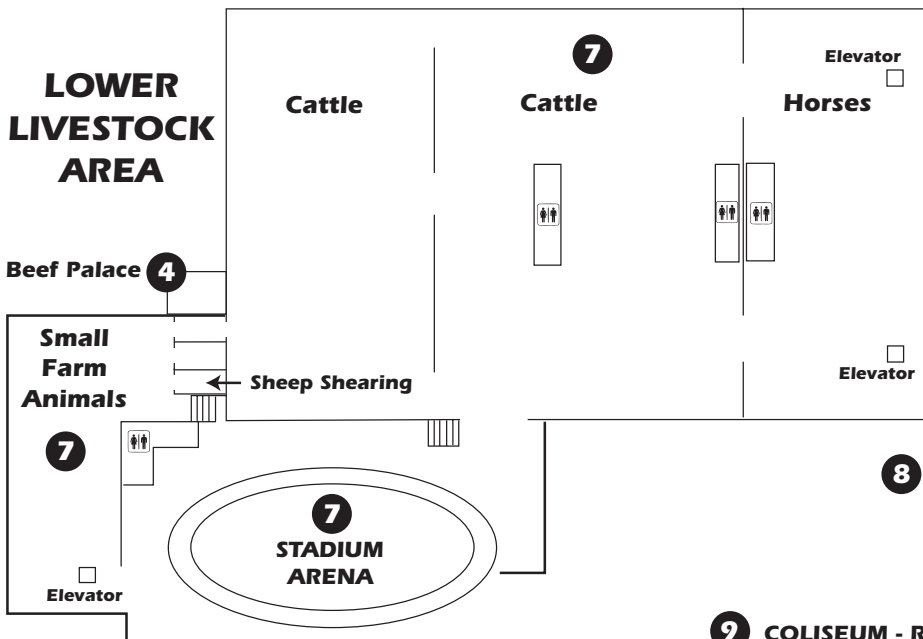 LOWER
LIVESTOCK
AREA
Cattle
7
Cattle
Elevator
Horses
Beef Palace 4
Small
Farm
Animals
7
Sheep Shearing
Elevator
8
7
STADIUM
ARENA
Elevator
9 COLISEUM - R